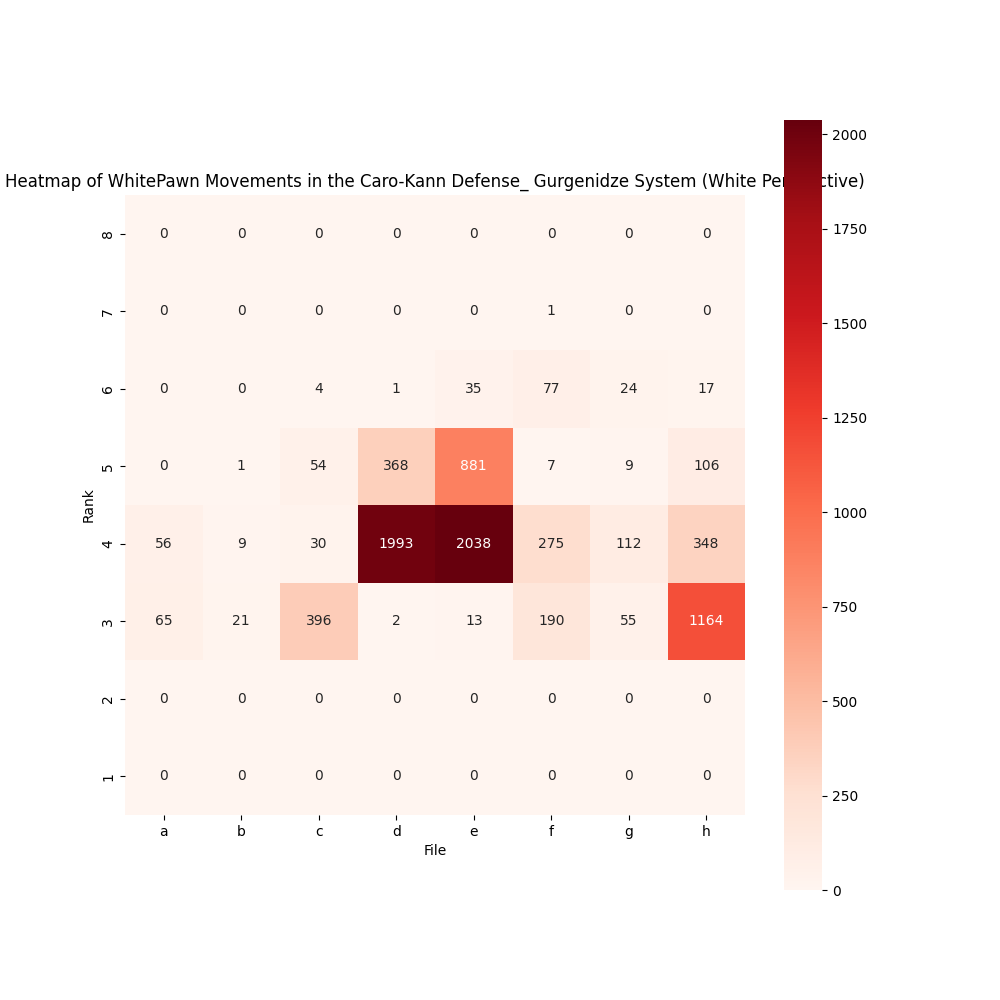 Heatmap of WhitePawn Movements in the Caro-Kann Defense_ Gurgenidze System (White Pe ctive)
2000
1750
1500
1250
1000
750
500
250
0
8 0 0 0 0 0 0 0 0
7 0 0 0 0 0 1 0 0
6 0 0 4 1 35 77 24 17
5 0 1 54 368 881 7 9 106
4 56 9 30 1993 2038 275 112 348
3 65 21 396 2 13 190 55 1164
2 0 0 0 0 0 0 0 0
1 0 0 0 0 0 0 0 0
Rank
a b c d e f g h
File